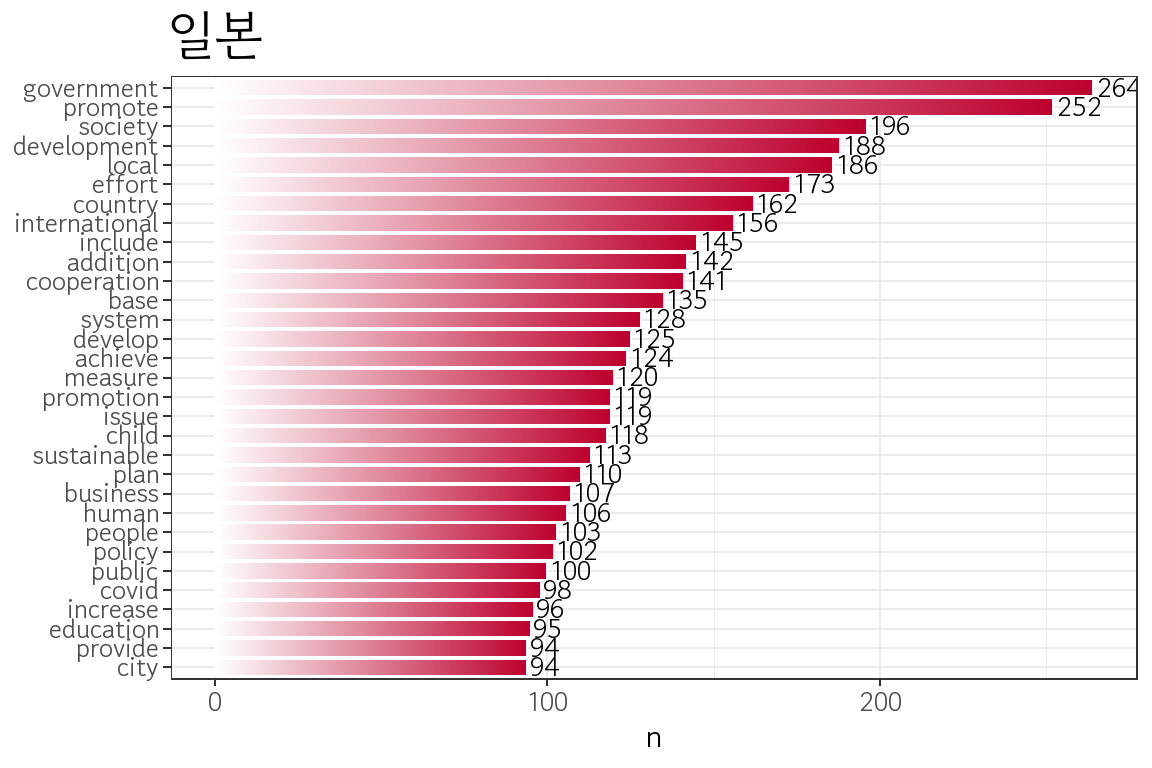 일본
government 264
promote 252
society 196
development 188
local 186
effort 173
country 162
international 156
include 145
addition 142
cooperation 141
base 135
system 128
develop 125
achieve 124
measure 120
promotion 119
issue 119
child 118
sustainable 113
plan 110
business 107
human 106
people 103
policy 102
public 100
covid 98
increase 96
education 95
provide 94
city 94
0 100 200
n